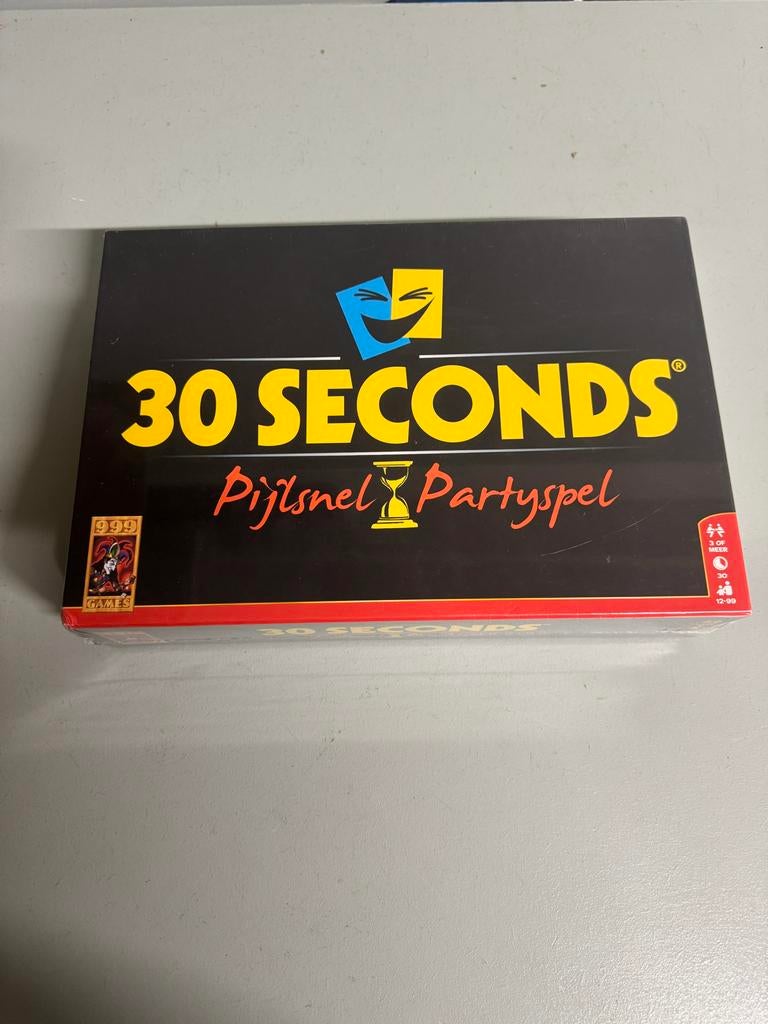 30 SECONDS®
Pijlsnel Partyspel
999
GAMES
3 OF
MEER
30
12-99
30 SECONDS